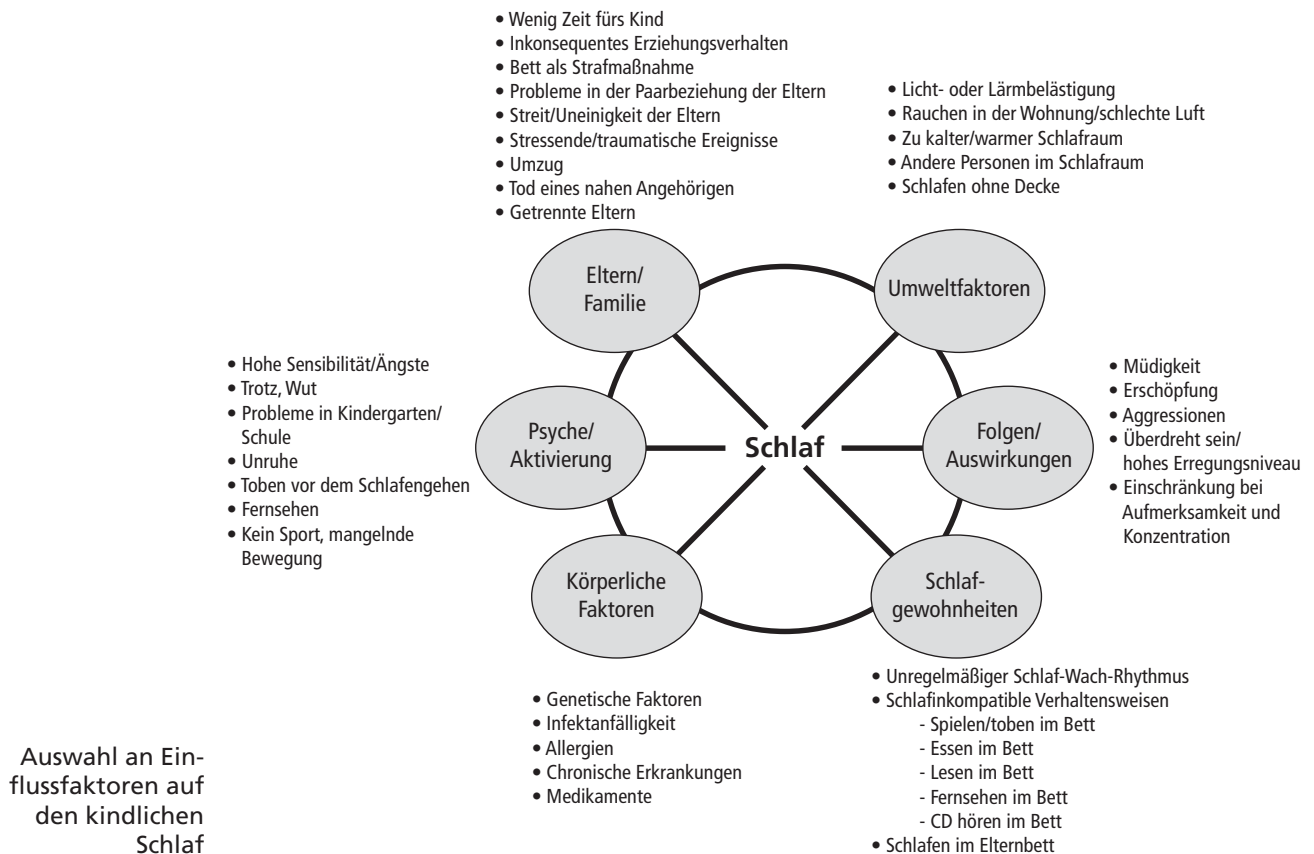 • Wenig Zeit fürs Kind
• Inkonsequentes Erziehungsverhalten
• Bett als Strafmaßnahme
• Probleme in der Paarbeziehung der Eltern
• Streit/Uneinigkeit der Eltern
• Stressende/traumatische Ereignisse
• Umzug
• Tod eines nahen Angehörigen
• Getrennte Eltern
• Licht- oder Lärmbelästigung
• Rauchen in der Wohnung/schlechte Luft
• Zu kalter/warmer Schlafraum
• Andere Personen im Schlafraum
• Schlafen ohne Decke
Eltern/
Familie
Umweltfaktoren
• Hohe Sensibilität/Ängste
• Trotz, Wut
• Probleme in Kindergarten/
Schule
• Unruhe
• Toben vor dem Schlafengehen
• Fernsehen
• Kein Sport, mangelnde
Bewegung
Psyche/
Aktivierung
Schlaf
Folgen/
Auswirkungen
• Müdigkeit
• Erschöpfung
• Aggressionen
• Überdreht sein/
hohes Erregungsniveau
• Einschränkung bei
Aufmerksamkeit und
Konzentration
Körperliche
Faktoren
Schlaf-
gewohnheiten
• Genetische Faktoren
• Infektanfälligkeit
• Allergien
• Chronische Erkrankungen
• Medikamente
• Unregelmäßiger Schlaf-Wach-Rhythmus
• Schlafinkompatible Verhaltensweisen
- Spielen/toben im Bett
- Essen im Bett
- Lesen im Bett
- Fernsehen im Bett
- CD hören im Bett
• Schlafen im Elternbett
Auswahl an Ein-
flussfaktoren auf
den kindlichen
Schlaf